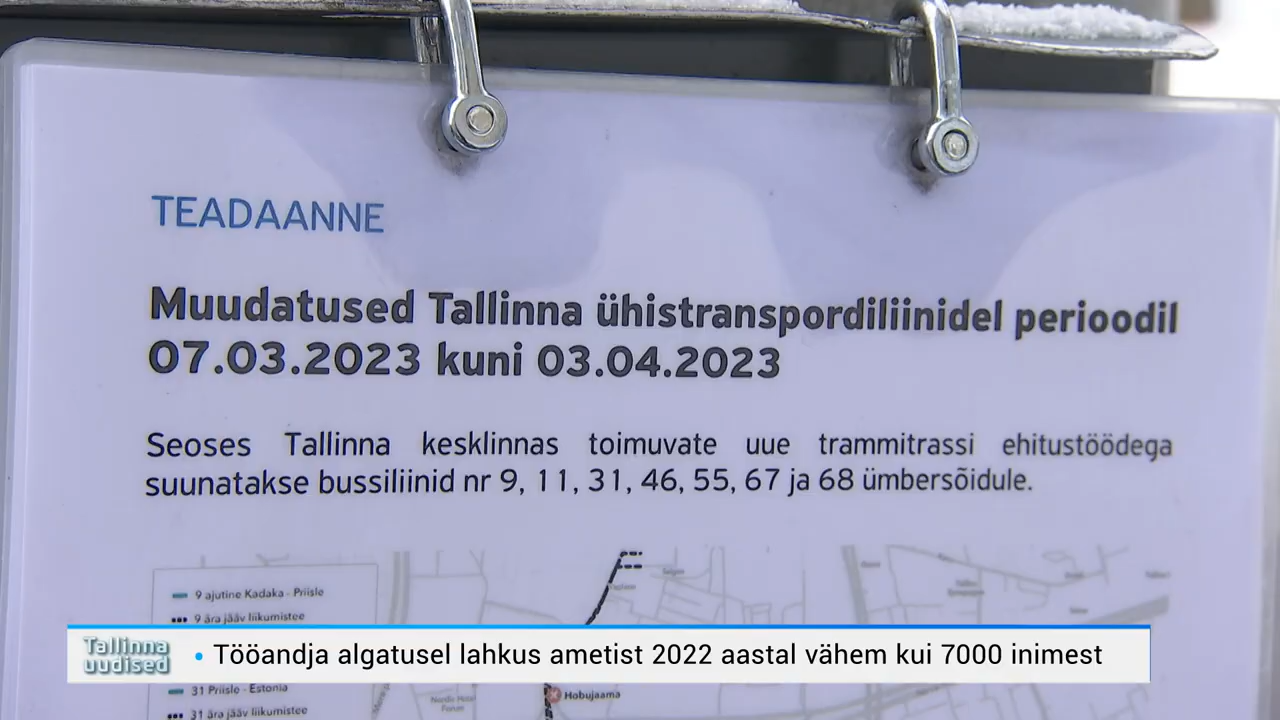 TEADAANNE
Muudatused Tallinna ühistranspordiliinidel perioodil
07.03.2023 kuni 03.04.2023
Seoses Tallinna kesklinnas toimuvate uue trammitrassi ehitustöödega
suunatakse bussiliinid nr 9, 11, 31, 46, 55, 67 ja 68 ümbersõidule.
9 ajutine Kadaka - Priisle
9 ära jääv liikumistee
Tallinna
uudised
• Tööandja algatusel lahkus ametist 2022 aastal vähem kui 7000 inimest
31 Priisle - Estonia
Nordic Hotel
Forum
Hobujaama
31 ära jääv liikumistee